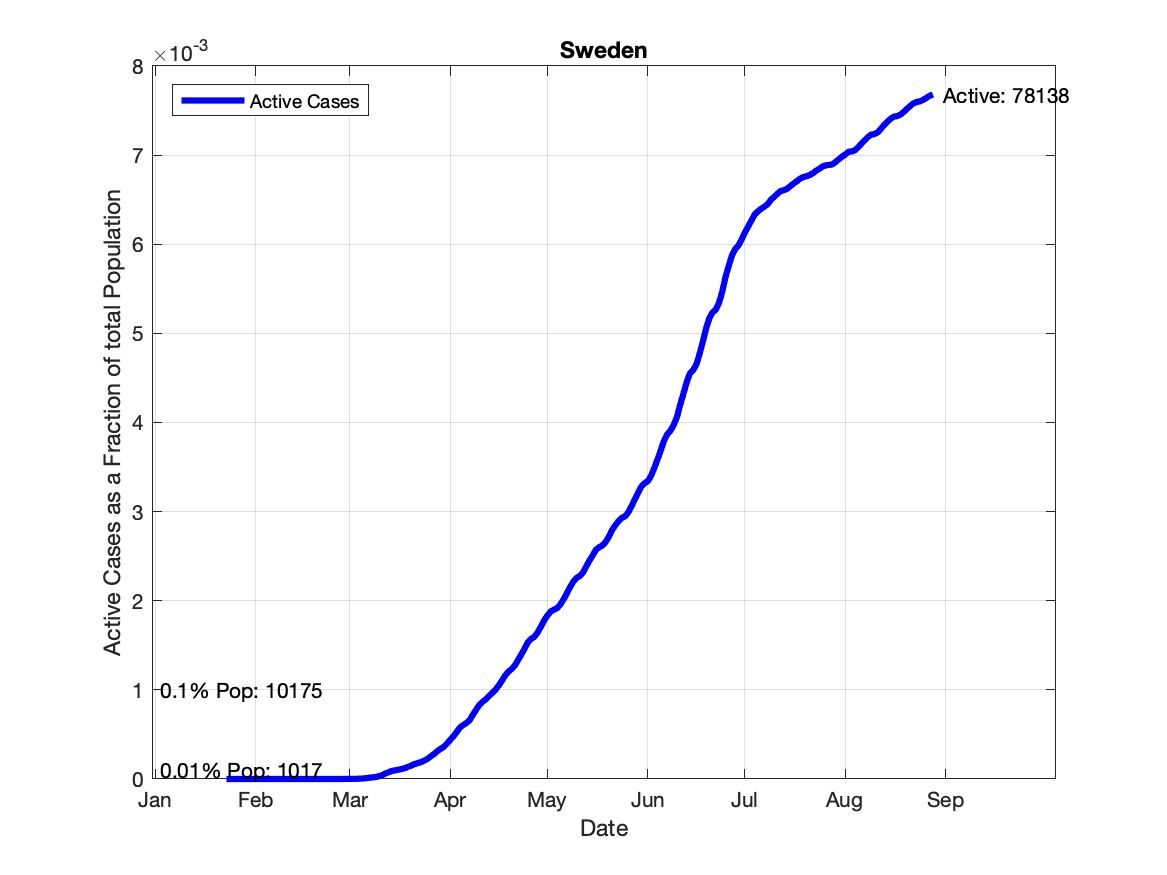 Sweden
×10-3
Active Cases
Active: 78138
8
7
6
5
4
3
2
1
0
Active Cases as a Fraction of total Population
0.1% Pop: 10175
0.01% Pop: 1017
Jan Feb Mar Apr May Jun Jul Aug Sep
Date